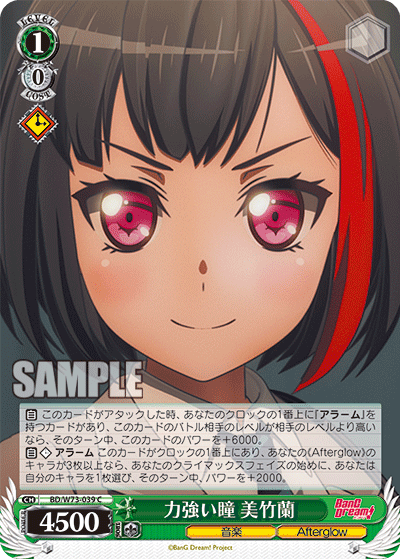 LEVEL
1
0
COST
SAMPLE
自 このカードがアタックした時、あなたのクロックの1番上に「アラーム」を
持つカードがあり、このカードのバトル相手のレベルが相手のレベルより高い
なら、そのターン中、このカードのパワーを+6000。
自 アラーム このカードがクロックの1番上にあり、あなたの《Afterglow》の
キャラが3枚以上なら、あなたのクライマックスフェイズの始めに、あなたは
自分のキャラを1枚選び、そのターン中、パワーを+1000。
CH BD/W73-039 C
4500
力強い瞳 美竹蘭
BanG Dream!
音楽 Afterglow
©BanG Dream! Project